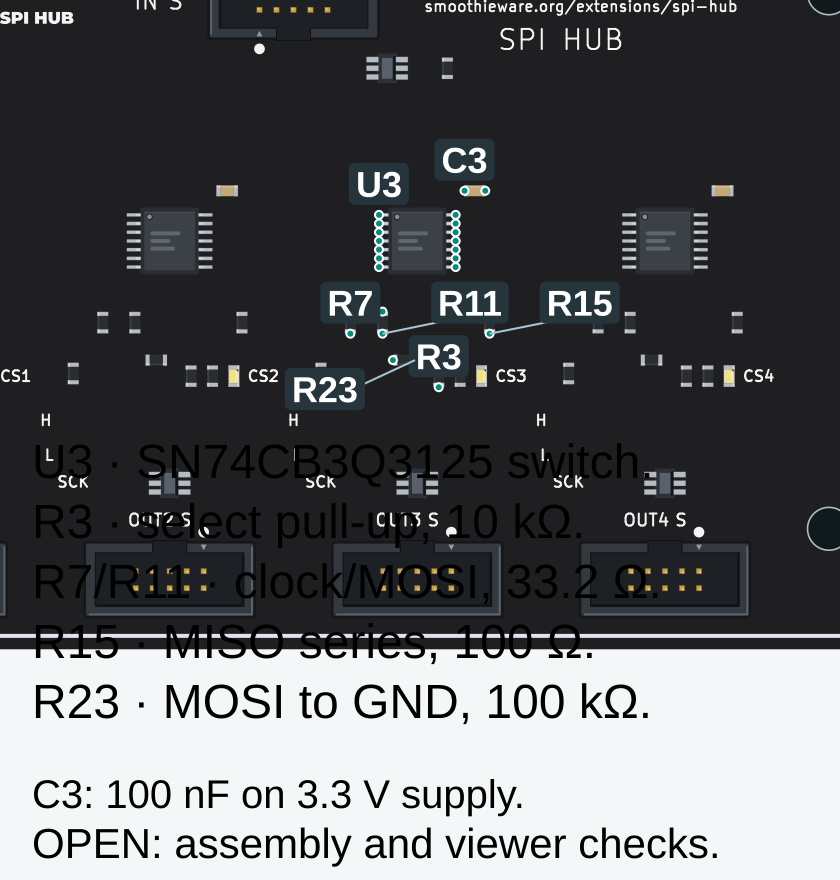 IN S
smoothieware.org/extensions/spi-hub
SPI HUB
SPI HUB
C3
U3
R7
R11
R15
R3
R23
CS1
CS2
CS3
CS4
H
H
H
L
L
L
SCK
SCK
SCK
OUT2 S
OUT3 S
OUT4 S
U3 · SN74CB3Q3125 switch.
R3 · select pull-up, 10 kΩ.
R7/R11 · clock/MOSI, 33.2 Ω.
R15 · MISO series, 100 Ω.
R23 · MOSI to GND, 100 kΩ.
C3: 100 nF on 3.3 V supply.
OPEN: assembly and viewer checks.